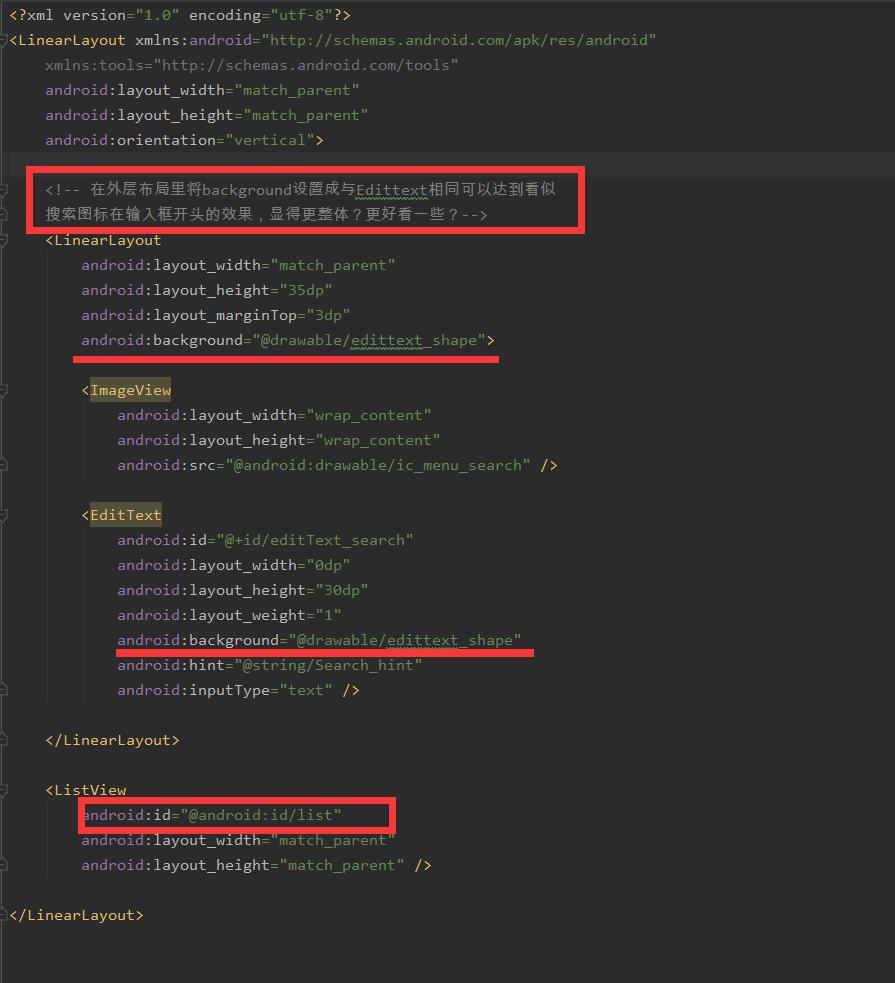 <?xml version="1.0" encoding="utf-8"?>
<LinearLayout xmlns:android="http://schemas.android.com/apk/res/android"
xmlns:tools="http://schemas.android.com/tools"
android:layout_width="match_parent"
android:layout_height="match_parent"
android:orientation="vertical">
<!-- 在外层布局里将background设置成与Edittext相同可以达到看似
搜索图标在输入框开头的效果，显得更整体？更好看一些？-->
<LinearLayout
android:layout_width="match_parent"
android:layout_height="35dp"
android:layout_marginTop="3dp"
android:background="@drawable/edittext_shape">
<ImageView
android:layout_width="wrap_content"
android:layout_height="wrap_content"
android:src="@android:drawable/ic_menu_search" />
<EditText
android:id="@+id/editText_search"
android:layout_width="0dp"
android:layout_height="30dp"
android:layout_weight="1"
android:background="@drawable/edittext_shape"
android:hint="@string/Search_hint"
android:inputType="text" />
</LinearLayout>
<ListView
android:id="@android:id/list"
android:layout_width="match_parent"
android:layout_height="match_parent" />
</LinearLayout>